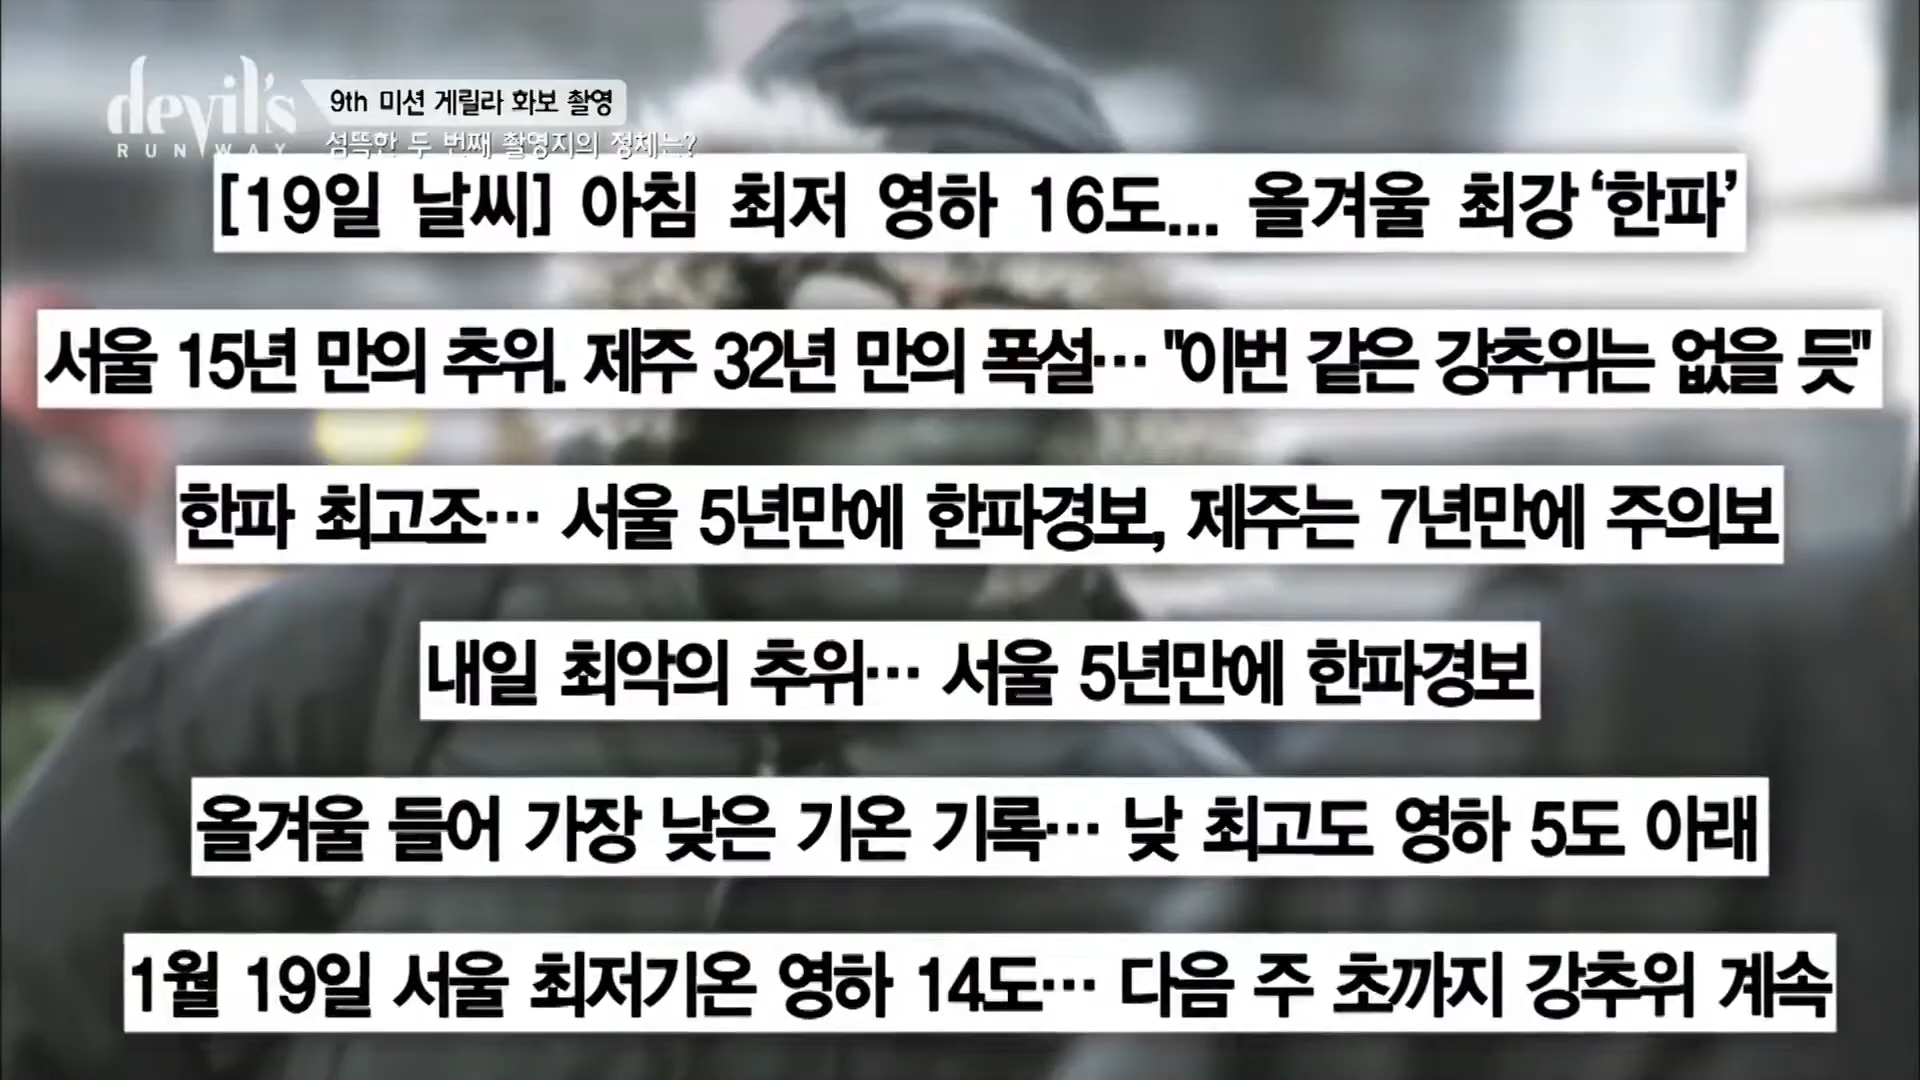 devil's
RUNWAY
9th 미션 게릴라 화보 촬영
섬뜩한 두 번째 촬영지의 정체는?
[19일 날씨] 아침 최저 영하 16도... 올겨울 최강 ‘한파’
서울 15년 만의 추위. 제주 32년 만의 폭설… "이번 같은 강추위는 없을 듯"
한파 최고조… 서울 5년만에 한파경보, 제주는 7년만에 주의보
내일 최악의 추위… 서울 5년만에 한파경보
올겨울 들어 가장 낮은 기온 기록… 낮 최고도 영하 5도 아래
1월 19일 서울 최저기온 영하 14도… 다음 주 초까지 강추위 계속